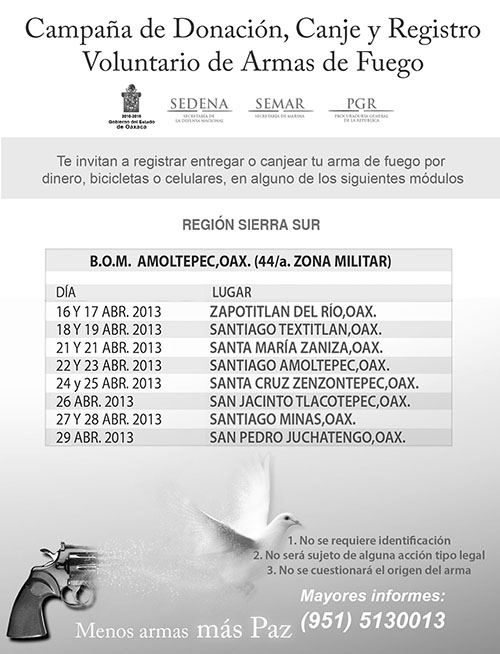 Campaña de Donación, Canje y Registro
Voluntario de Armas de Fuego
2010-2016
Gobierno del Estado
de Oaxaca
SEDENA
SECRETARÍA DE
LA DEFENSA NACIONAL
SEMAR
SECRETARÍA DE MARINA
PGR
PROCURADURÍA GENERAL
DE LA REPÚBLICA
Te invitan a registrar entregar o canjear tu arma de fuego por
dinero, bicicletas o celulares, en alguno de los siguientes módulos
REGIÓN SIERRA SUR
B.O.M. AMOLTEPEC,OAX. (44/a. ZONA MILITAR)
DÍA LUGAR
16 Y 17 ABR. 2013 ZAPOTITLAN DEL RÍO,OAX.
18 Y 19 ABR. 2013 SANTIAGO TEXTITLAN,OAX.
21 Y 21 ABR. 2013 SANTA MARÍA ZANIZA,OAX.
22 Y 23 ABR. 2013 SANTIAGO AMOLTEPEC,OAX.
24 y 25 ABR. 2013 SANTA CRUZ ZENZONTEPEC,OAX.
26 ABR. 2013 SAN JACINTO TLACOTEPEC,OAX.
27 Y 28 ABR. 2013 SANTIAGO MINAS,OAX.
29 ABR. 2013 SAN PEDRO JUCHATENGO,OAX.
1. No se requiere identificación
2. No será sujeto de alguna acción tipo legal
3. No se cuestionará el origen del arma
Mayores informes:
(951) 5130013
Menos armas más Paz